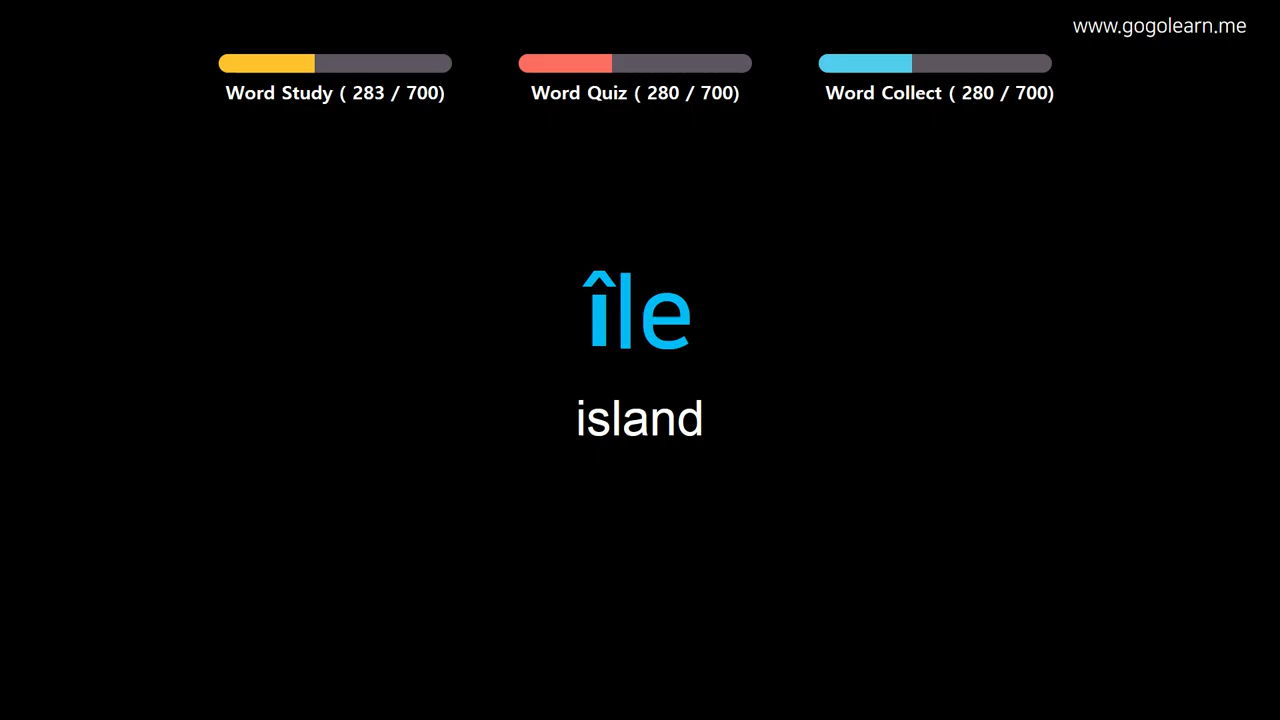 www.gogolearn.me
Word Study ( 283 / 700)
Word Quiz ( 280 / 700)
Word Collect ( 280 / 700)
île
island